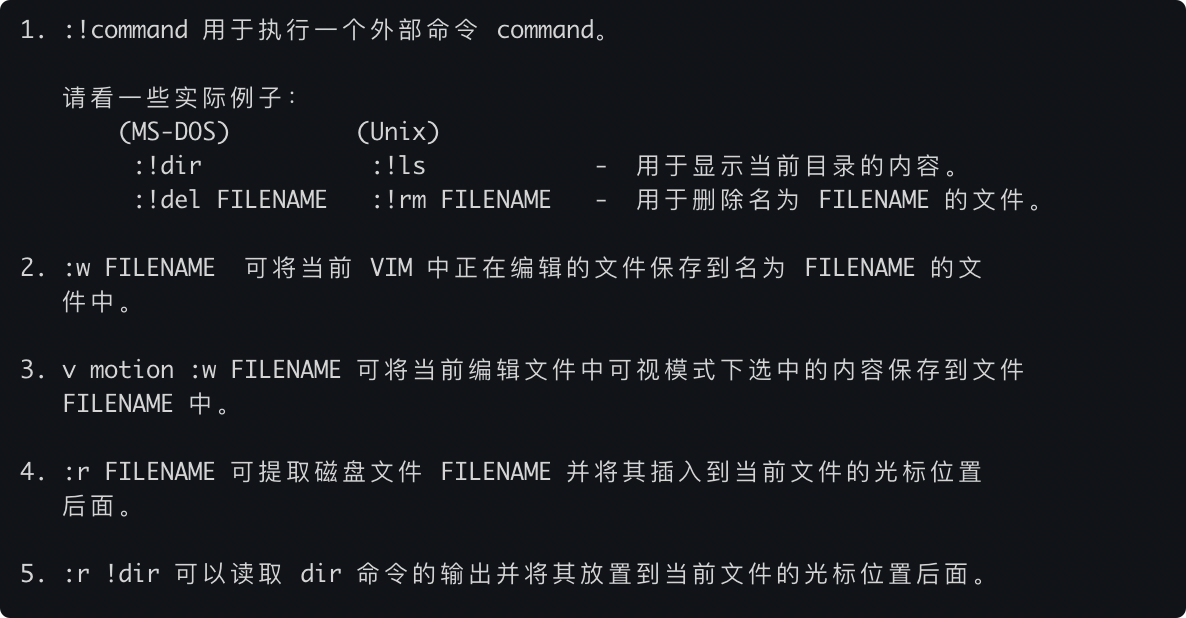 1. :!command 用于执行一个外部命令 command。
请看一些实际例子：
(MS-DOS) (Unix)
:!dir :!ls - 用于显示当前目录的内容。
:!del FILENAME :!rm FILENAME - 用于删除名为 FILENAME 的文件。
2. :w FILENAME 可将当前 VIM 中正在编辑的文件保存到名为 FILENAME 的文
件中。
3. v motion :w FILENAME 可将当前编辑文件中可视模式下选中的内容保存到文件
FILENAME 中。
4. :r FILENAME 可提取磁盘文件 FILENAME 并将其插入到当前文件的光标位置
后面。
5. :r !dir 可以读取 dir 命令的输出并将其放置到当前文件的光标位置后面。